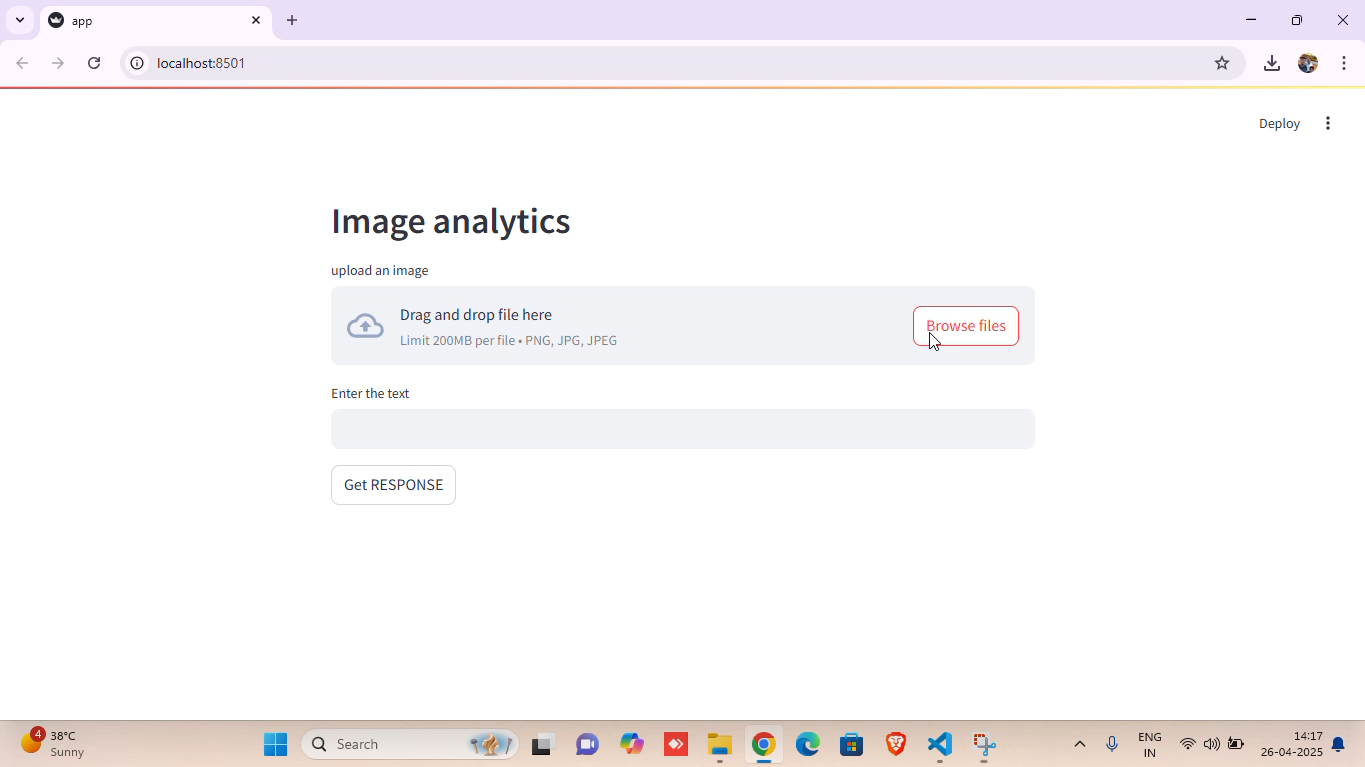 app
localhost:8501
Deploy
Image analytics
upload an image
Drag and drop file here
Limit 200MB per file • PNG, JPG, JPEG
Browse files
Enter the text
Get RESPONSE
4
38°C
Sunny
Search
ENG
IN
14:17
26-04-2025